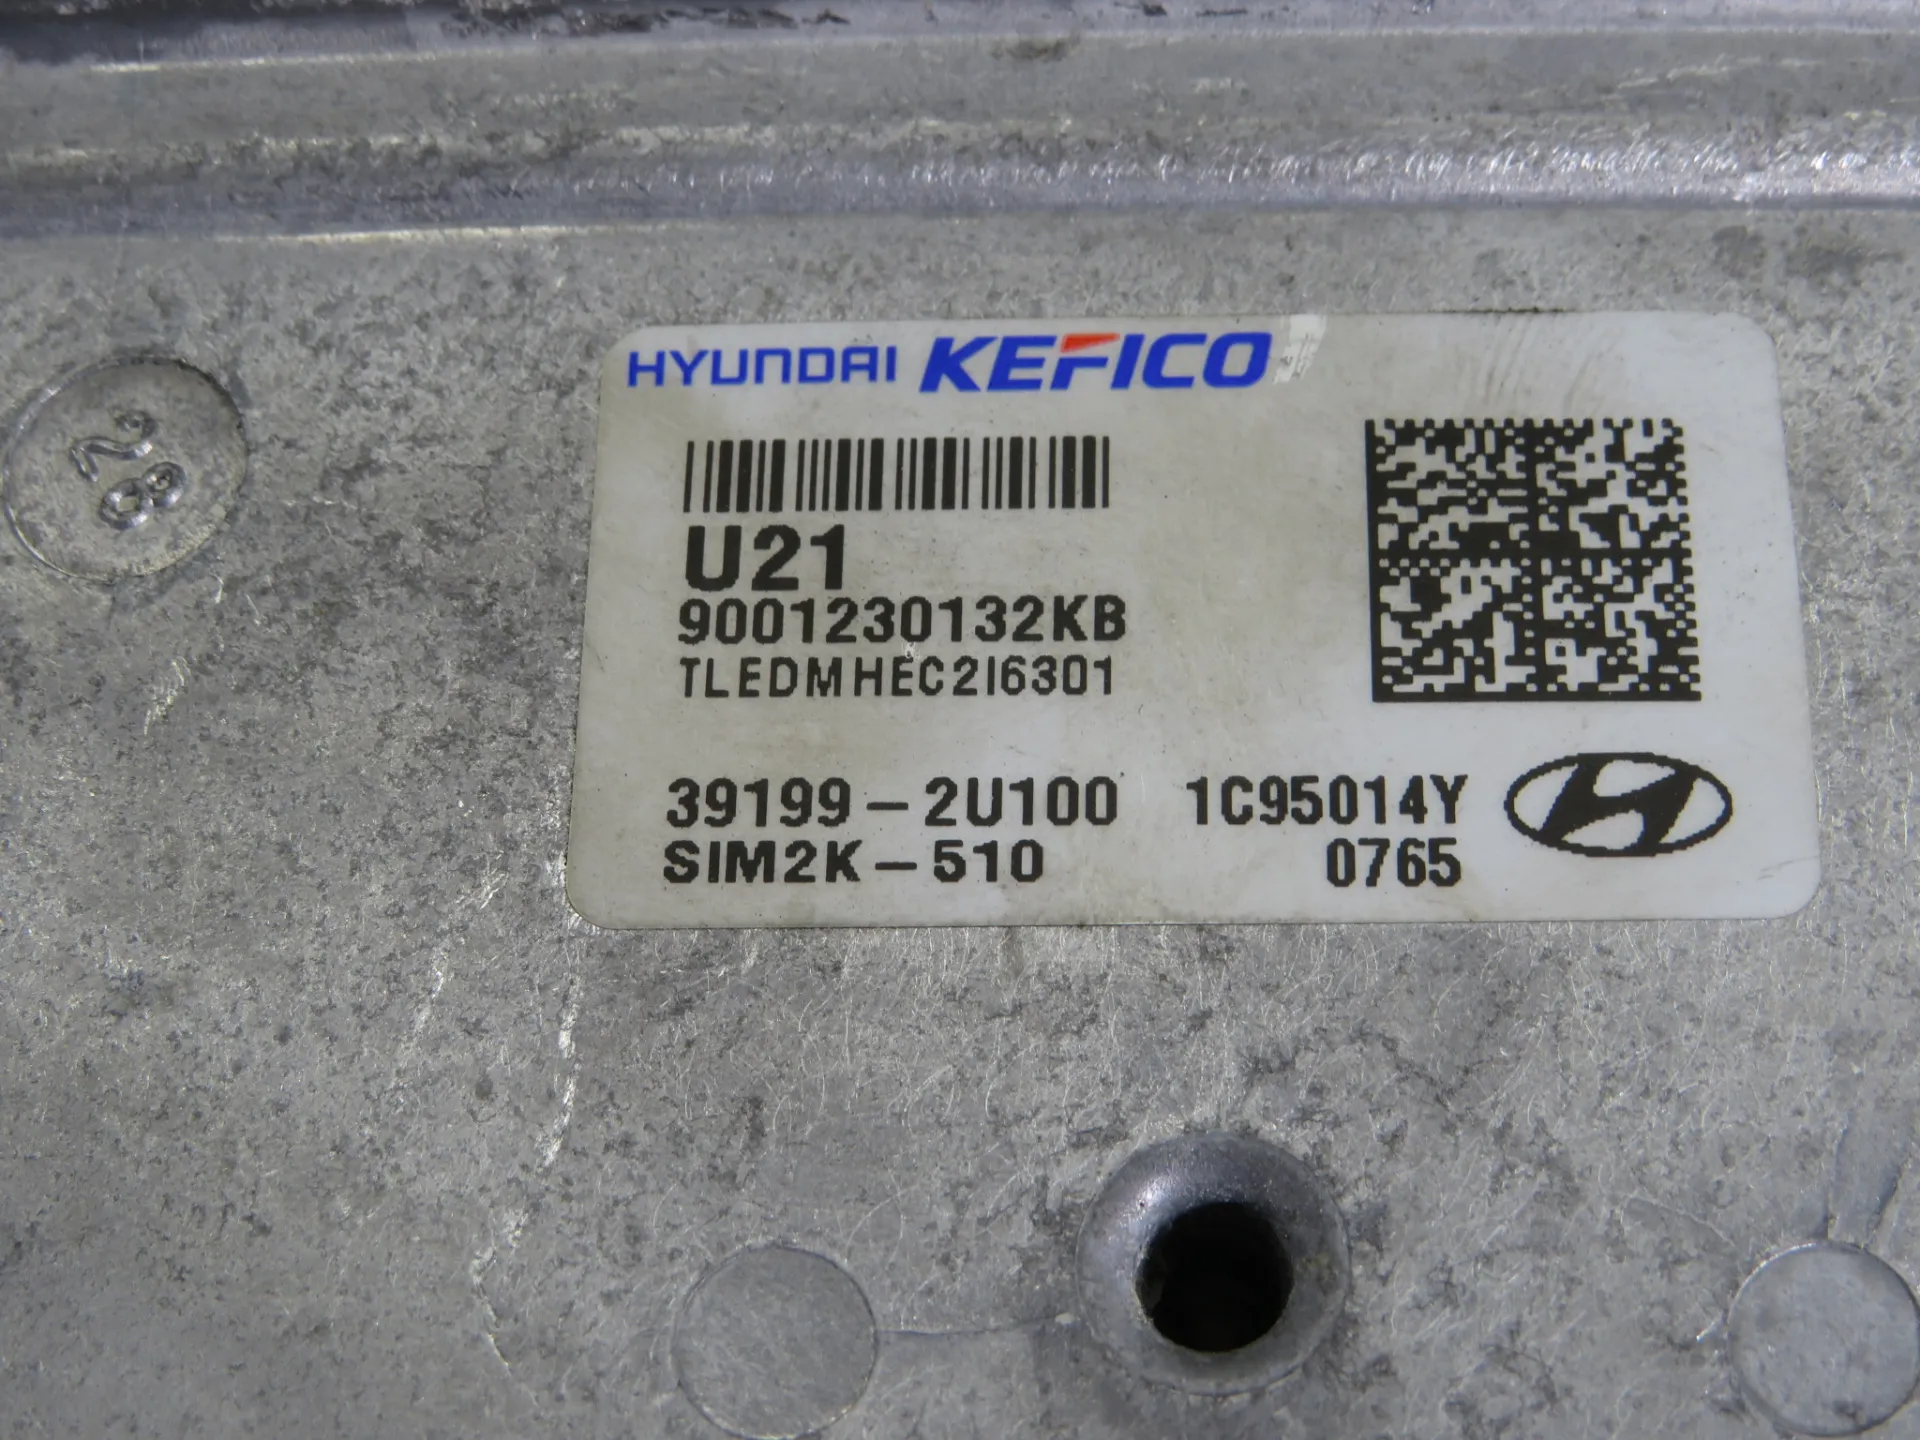 HYUNDAI KEFICO
28
U21
9001230132KB
TLEDMHEC2I6301
39199-2U100 1C95014Y
SIM2K-510 0765